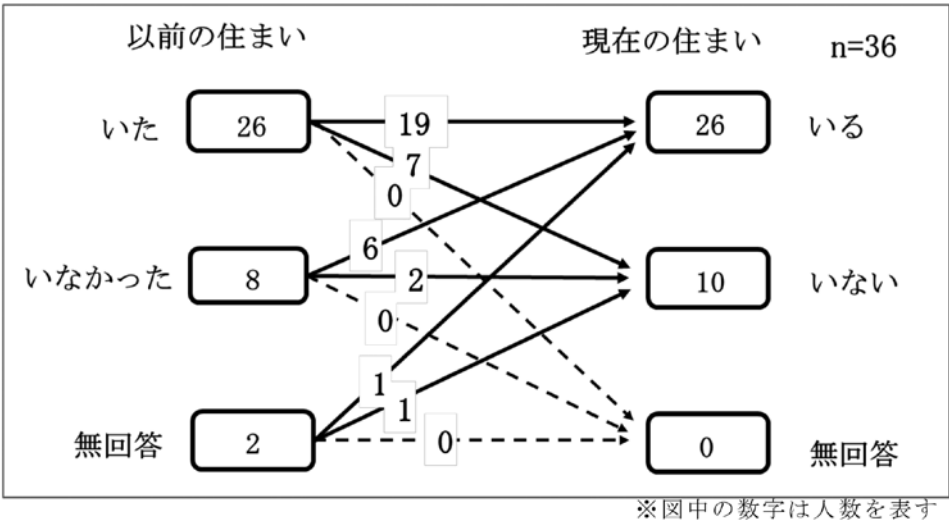 以前の住まい 現在の住まい n=36
いた 26 19 26 いる
7
0
6
いなかった 8 2 10 いない
0
1
1
無回答 2 0 0 無回答
※図中の数字は人数を表す